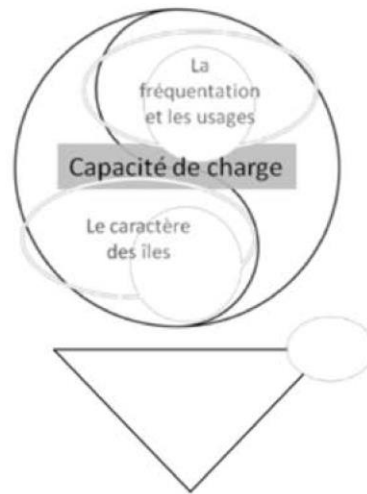 La
fréquentation
et les usages
Capacité de charge
Le caractère
des îles